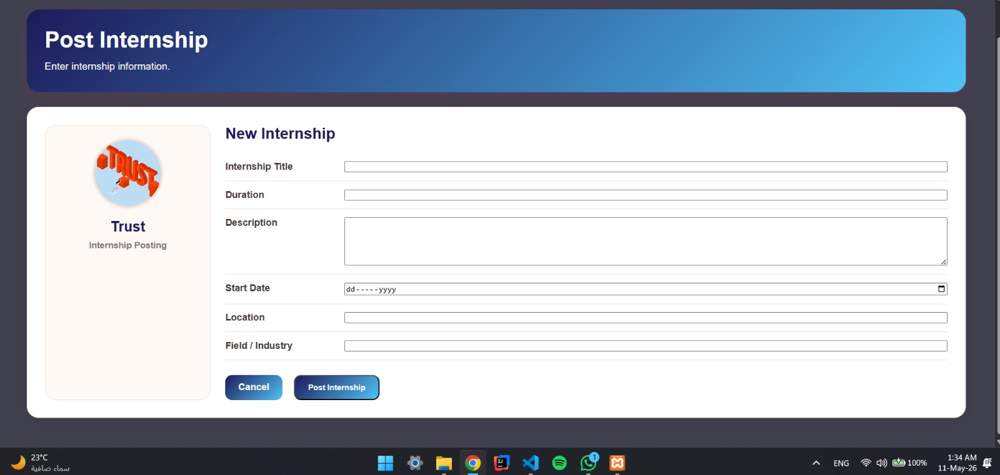 Post Internship
Enter internship information.
TRUST
Trust
Internship Posting
New Internship
Internship Title
Duration
Description
Start Date
dd-----yyyy
Location
Field / Industry
Cancel
Post Internship
23°C
سماء صافية
1
ENG
100%
1:34 AM
11-May-26